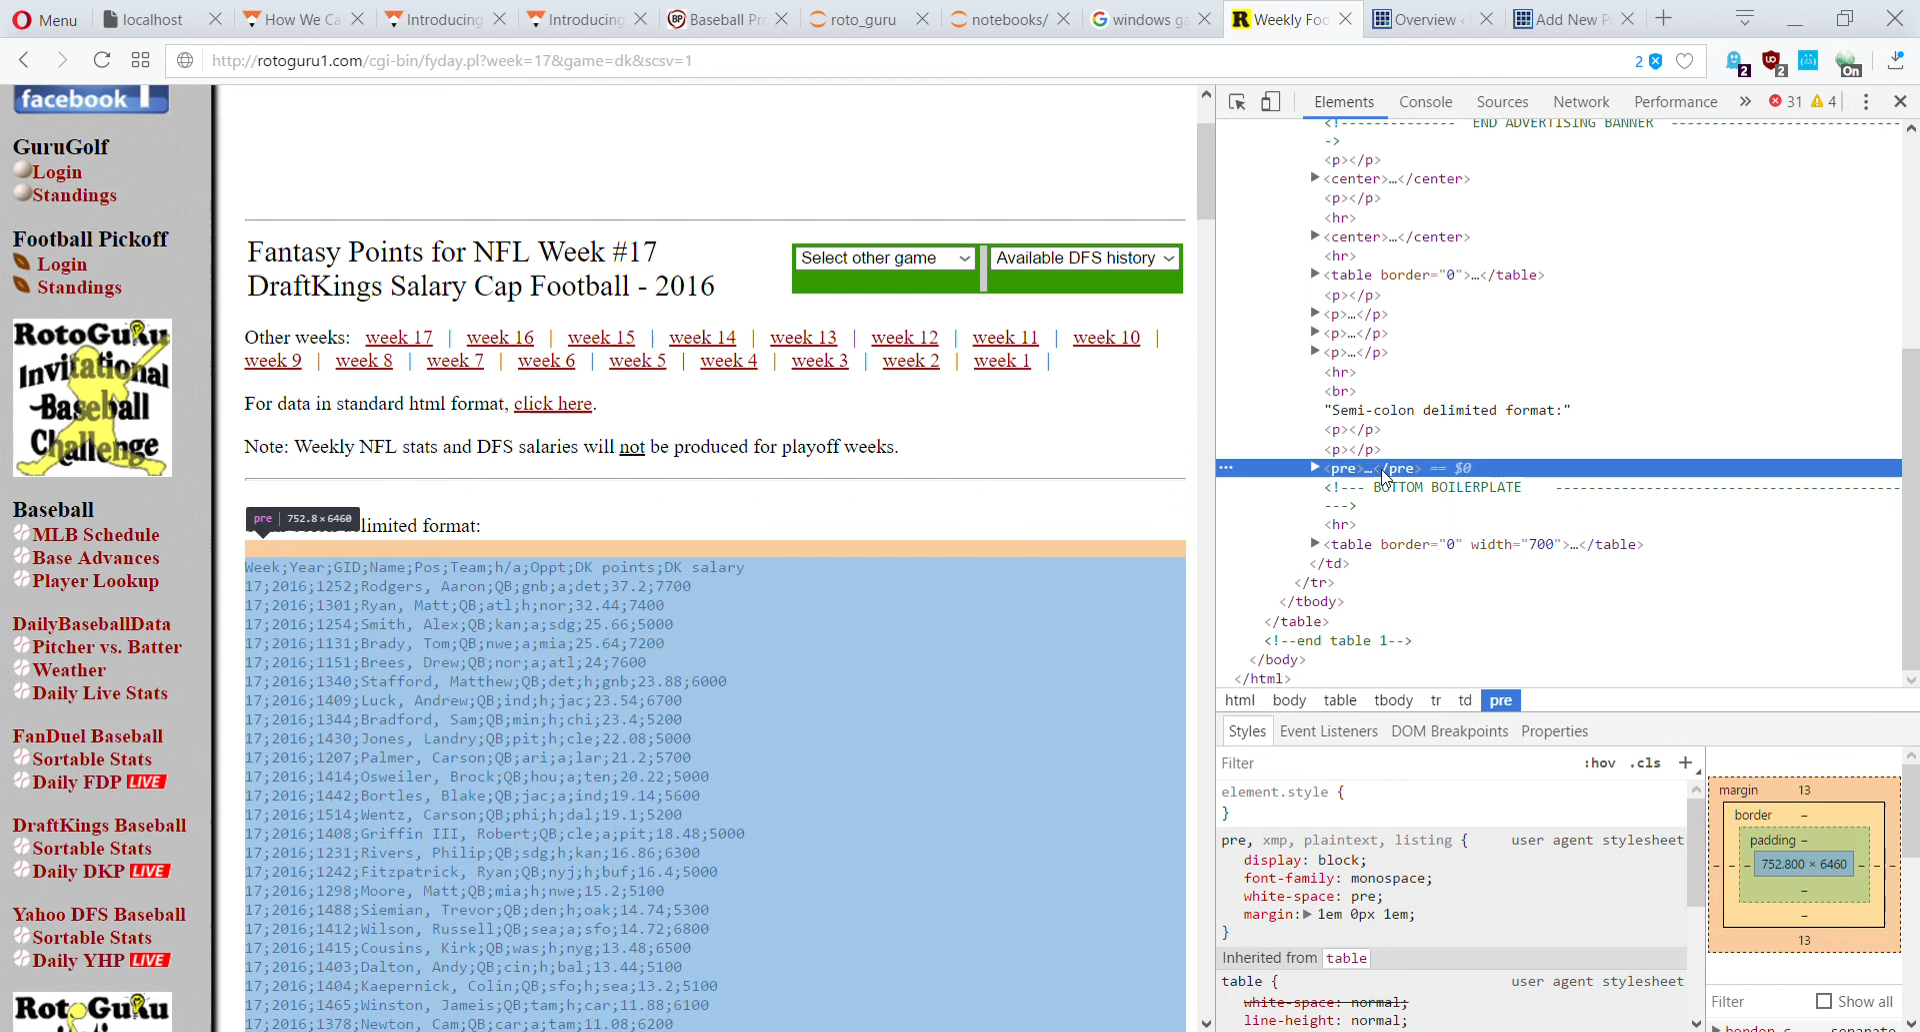 Menu
localhost
How We Ca
Introducing
Introducing
Baseball Pr
roto_guru
notebooks/
windows ga
Weekly Foo
Overview ‹
Add New P
http://rotoguru1.com/cgi-bin/fyday.pl?week=17&game=dk&scsv=1
2
2
2
On
facebook
GuruGolf
Login
Standings
Football Pickoff
Login
Standings
RotoGuRu
Invitational
Baseball
Challenge
Baseball
MLB Schedule
Base Advances
Player Lookup
DailyBaseballData
Pitcher vs. Batter
Weather
Daily Live Stats
FanDuel Baseball
Sortable Stats
Daily FDP LIVE
DraftKings Baseball
Sortable Stats
Daily DKP LIVE
Yahoo DFS Baseball
Sortable Stats
Daily YHP LIVE
RotoGuRu
Fantasy Points for NFL Week #17
DraftKings Salary Cap Football - 2016
Select other game
Available DFS history
Other weeks: week 17 | week 16 | week 15 | week 14 | week 13 | week 12 | week 11 | week 10 |
week 9 | week 8 | week 7 | week 6 | week 5 | week 4 | week 3 | week 2 | week 1 |
For data in standard html format, click here.
Note: Weekly NFL stats and DFS salaries will not be produced for playoff weeks.
pre | 752.8×6460
limited format:
Week;Year;GID;Name;Pos;Team;h/a;Oppt;DK points;DK salary
17;2016;1252;Rodgers, Aaron;QB;gnb;a;det;37.2;7700
17;2016;1301;Ryan, Matt;QB;atl;h;nor;32.44;7400
17;2016;1254;Smith, Alex;QB;kan;a;sdg;25.66;5000
17;2016;1131;Brady, Tom;QB;nwe;a;mia;25.64;7200
17;2016;1151;Brees, Drew;QB;nor;a;atl;24;7600
17;2016;1340;Stafford, Matthew;QB;det;h;gnb;23.88;6000
17;2016;1409;Luck, Andrew;QB;ind;h;jac;23.54;6700
17;2016;1344;Bradford, Sam;QB;min;h;chi;23.4;5200
17;2016;1430;Jones, Landry;QB;pit;h;cle;22.08;5000
17;2016;1207;Palmer, Carson;QB;ari;a;lar;21.2;5700
17;2016;1414;Osweiler, Brock;QB;hou;a;ten;20.22;5000
17;2016;1442;Bortles, Blake;QB;jac;a;ind;19.14;5600
17;2016;1514;Wentz, Carson;QB;phi;h;dal;19.1;5200
17;2016;1408;Griffin III, Robert;QB;cle;a;pit;18.48;5000
17;2016;1231;Rivers, Philip;QB;sdg;h;kan;16.86;6300
17;2016;1242;Fitzpatrick, Ryan;QB;nyj;h;buf;16.4;5000
17;2016;1298;Moore, Matt;QB;mia;h;nwe;15.2;5100
17;2016;1488;Siemian, Trevor;QB;den;h;oak;14.74;5300
17;2016;1412;Wilson, Russell;QB;sea;a;sfo;14.72;6800
17;2016;1415;Cousins, Kirk;QB;was;h;nyg;13.48;6500
17;2016;1403;Dalton, Andy;QB;cin;h;bal;13.44;5100
17;2016;1404;Kaepernick, Colin;QB;sfo;h;sea;13.2;5100
17;2016;1465;Winston, Jameis;QB;tam;h;car;11.88;6100
17;2016;1378;Newton, Cam;QB;car;a;tam;11.08;6200
Elements
Console
Sources
Network
Performance
»
31
4
<!-------------- END ADVERTISING BANNER --------------------------
->
<p></p>
<center>…</center>
<p></p>
<hr>
<center>…</center>
<hr>
<table border="0">…</table>
<p></p>
<p>…</p>
<p>…</p>
<p>…</p>
<hr>
<br>
"Semi-colon delimited format:"
<p></p>
<p></p>
<pre>…</pre> == $0
<!--- BOTTOM BOILERPLATE --------------------------------------
--->
<hr>
<table border="0" width="700">…</table>
</td>
</tr>
</tbody>
</table>
<!--end table 1-->
</body>
</html>
html body table tbody tr td pre
Styles
Event Listeners
DOM Breakpoints
Properties
Filter
:hov
.cls
+
element.style {
}
pre, xmp, plaintext, listing { user agent stylesheet
display: block;
font-family: monospace;
white-space: pre;
margin: 1em 0px 1em;
}
Inherited from table
table { user agent stylesheet
white-space: normal;
line-height: normal;
margin 13
border –
padding –
– – – 752.800 × 6460 – – –
–
–
13
Filter
Show all